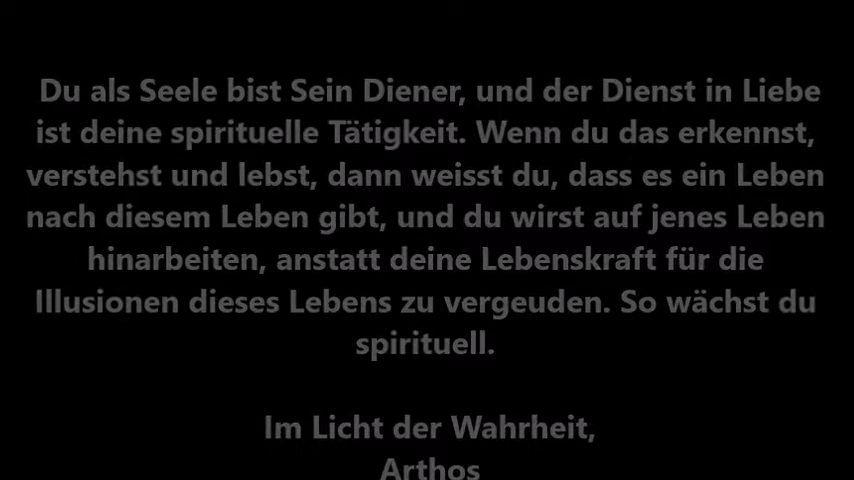 Du als Seele bist Sein Diener, und der Dienst in Liebe
ist deine spirituelle Tätigkeit. Wenn du das erkennst,
verstehst und lebst, dann weisst du, dass es ein Leben
nach diesem Leben gibt, und du wirst auf jenes Leben
hinarbeiten, anstatt deine Lebenskraft für die
Illusionen dieses Lebens zu vergeuden. So wächst du
spirituell.
Im Licht der Wahrheit,
Arthos